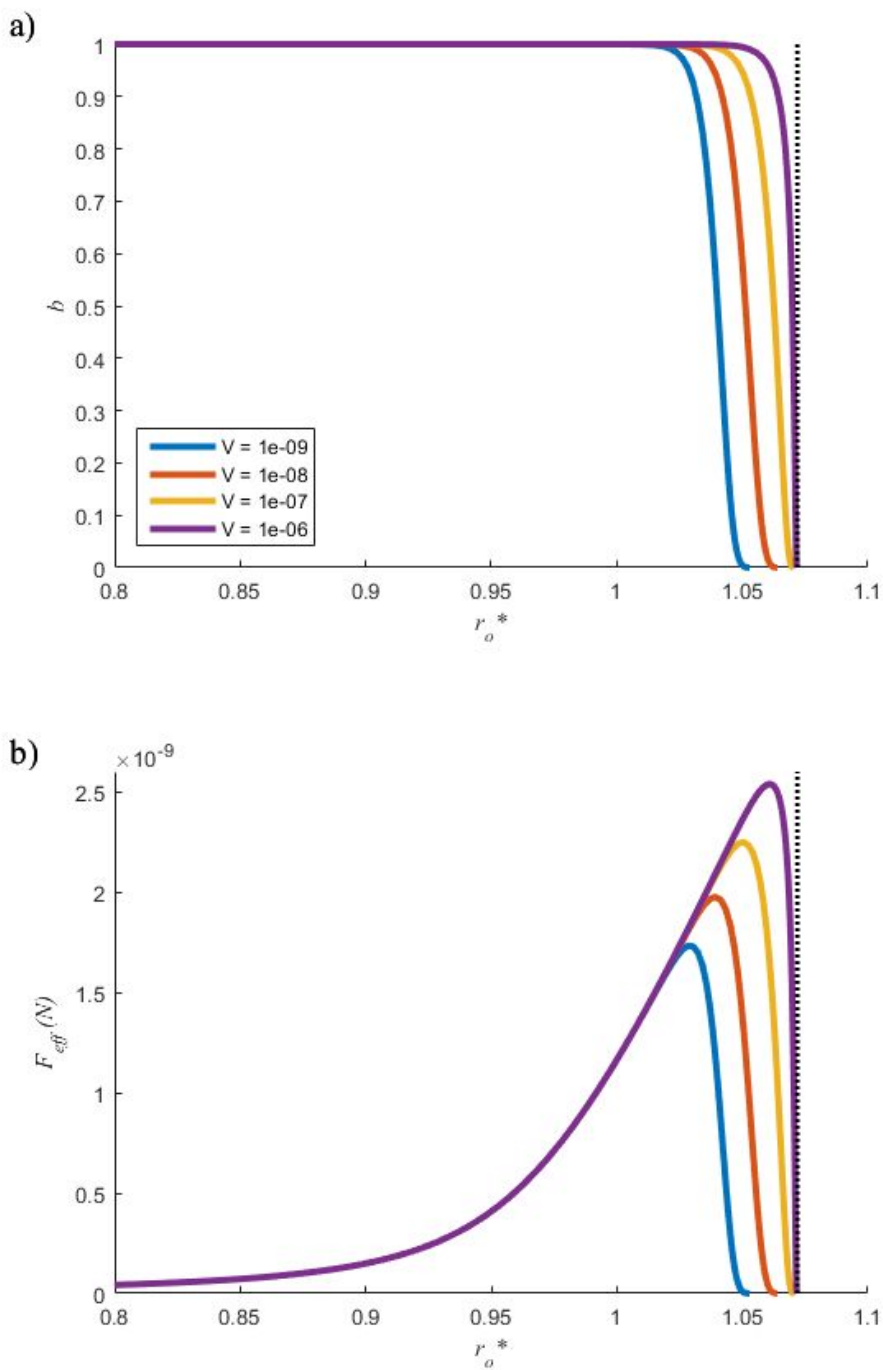 a)
1
0.9
0.8
0.7
0.6
b
0.5
0.4
0.3
0.2
0.1
0
V = 1e-09
V = 1e-08
V = 1e-07
V = 1e-06
0.8 0.85 0.9 0.95 1 1.05 1.1
r_o*
b)
×10^-9
2.5
2
1.5
F_eff (N)
1
0.5
0
0.8 0.85 0.9 0.95 1 1.05 1.1
r_o*